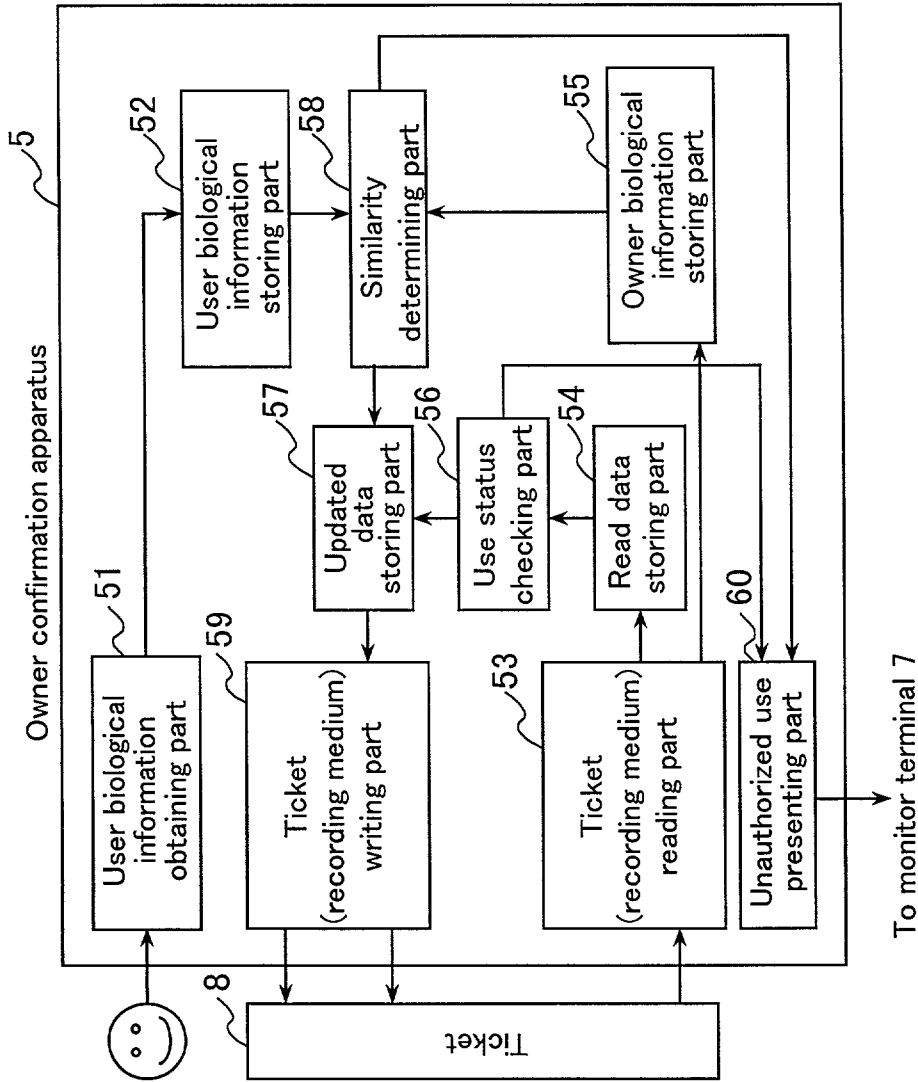 Owner confirmation apparatus
5
51
User biological
information
obtaining part
52
User biological
information
storing part
8
Ticket
59
Ticket
(recording medium)
writing part
57
Updated
data
storing part
58
Similarity
determining part
56
Use status
checking part
54
Read data
storing part
55
Owner biological
information
storing part
53
Ticket
(recording medium)
reading part
60
Unauthorized use
presenting part
To monitor terminal 7